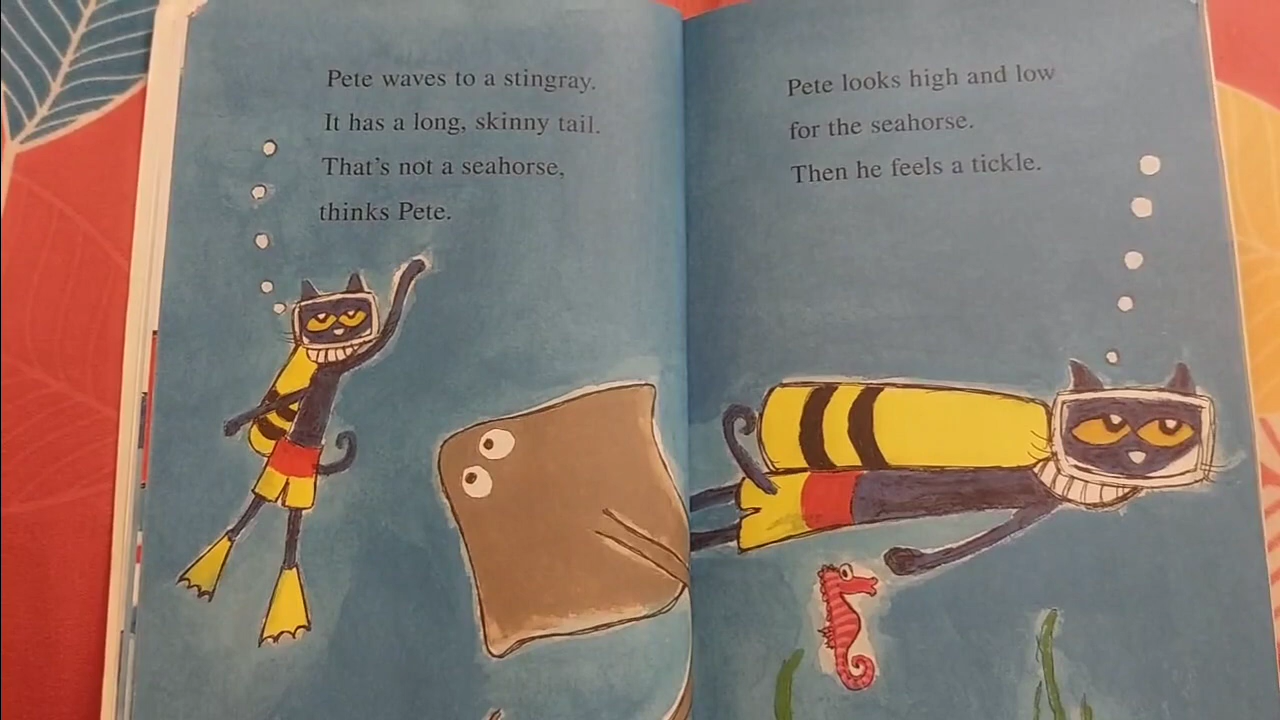 Pete waves to a stingray.
It has a long, skinny tail.
That's not a seahorse,
thinks Pete.
Pete looks high and low
for the seahorse.
Then he feels a tickle.